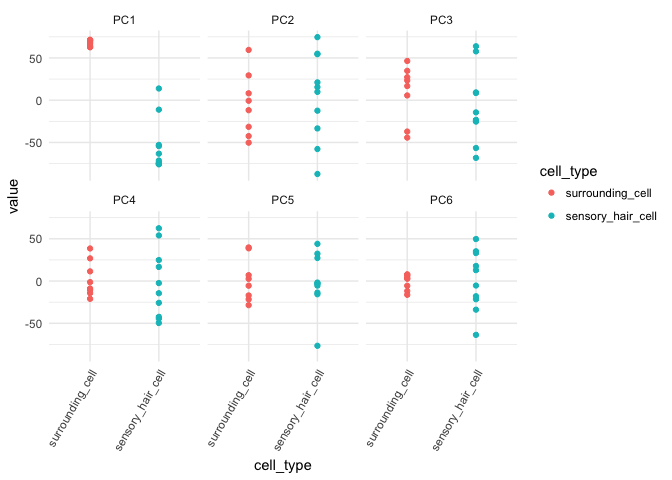 PC1 PC2 PC3
50
0
-50
PC4 PC5 PC6
50
0
-50
value
surrounding_cell sensory_hair_cell surrounding_cell sensory_hair_cell surrounding_cell sensory_hair_cell
cell_type
cell_type
surrounding_cell
sensory_hair_cell